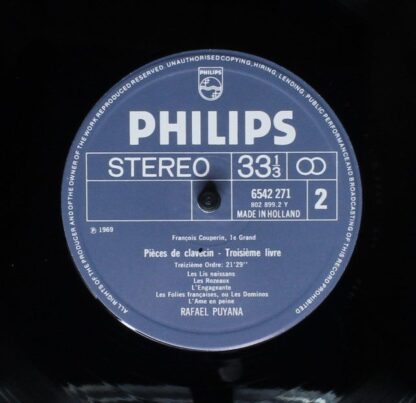 ALL RIGHTS OF THE PRODUCER AND OF THE OWNER OF THE WORK REPRODUCED RESERVED. UNAUTHORISED COPYING, HIRING, LENDING, PUBLIC PERFORMANCE AND BROADCASTING OF THIS RECORD PROHIBITED
PHILIPS
PHILIPS
STEREO 33 1/3 2
6542 271
802 899.2 Y
MADE IN HOLLAND
℗ 1969
François Couperin, le Grand
Pièces de clavecin - Troisième livre
Treizième Ordre: 21'29"
Les Lis naissans
Les Rozeaux
L'Engageante
Les Folies françaises, ou Les Dominos
L'Ame en peine
RAFAEL PUYANA